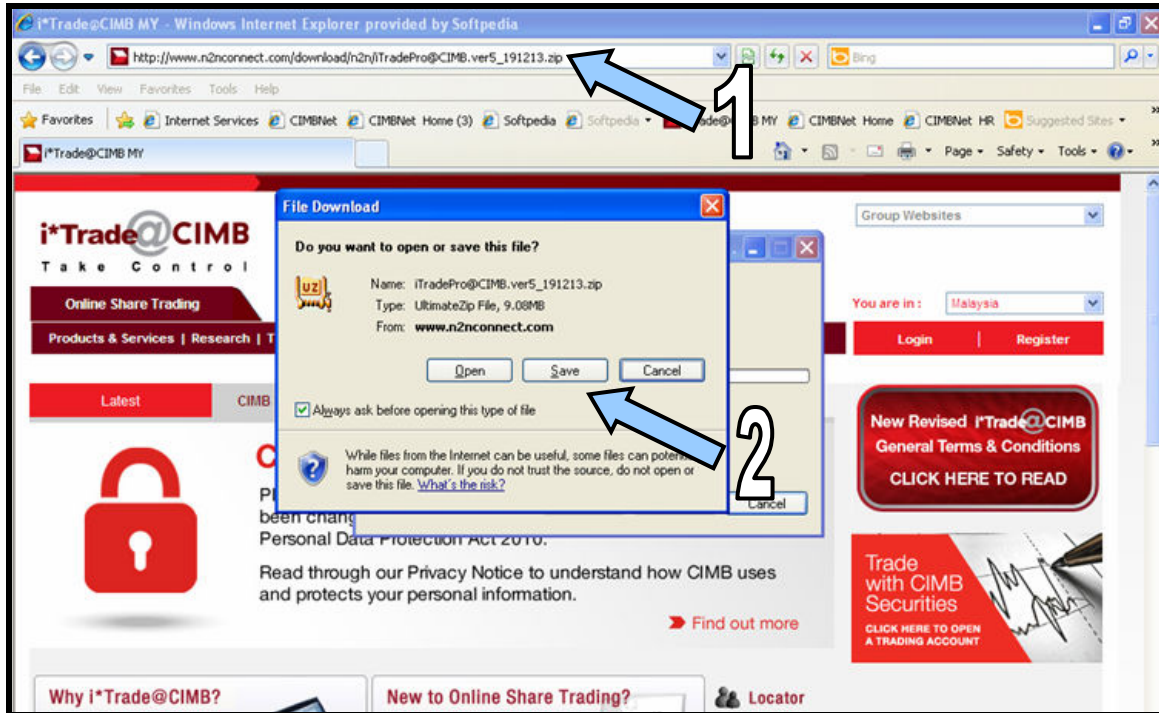 i*Trade@CIMB MY - Windows Internet Explorer provided by Softpedia
http://www.n2nconnect.com/download/n2n/iTradePro@CIMB.ver5_191213.zip
Bing
File Edit View Favorites Tools Help
Favorites Internet Services CIMBNet CIMBNet Home (3) Softpedia Softpedia MY CIMBNet Home CIMBNet HR Suggested Sites
i*Trade@CIMB MY
Page Safety Tools
1
i*Trade@CIMB
Take Control
Group Websites
Online Share Trading
You are in : Malaysia
Products & Services | Research |
Login | Register
File Download
Do you want to open or save this file?
UZ
Name: iTradePro@CIMB.ver5_191213.zip
Type: UltimateZip File, 9.08MB
From: www.n2nconnect.com
Open Save Cancel
Always ask before opening this type of file
While files from the Internet can be useful, some files can
harm your computer. If you do not trust the source, do not open or
save this file. What's the risk?
2
Cancel
Latest CIMB
been
Personal Data Protection Act 2010.
Read through our Privacy Notice to understand how CIMB uses
and protects your personal information.
Find out more
New Revised i*Trade@CIMB
General Terms & Conditions
CLICK HERE TO READ
Trade
with CIMB
Securities
CLICK HERE TO OPEN
A TRADING ACCOUNT
Why i*Trade@CIMB?
New to Online Share Trading?
Locator